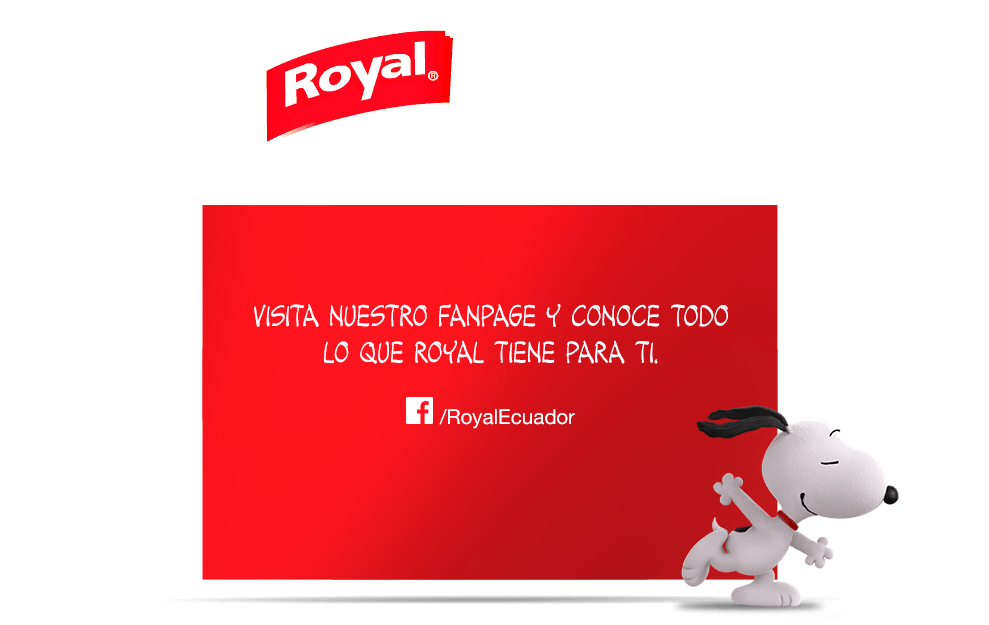 Royal®
VISITA NUESTRO FANPAGE Y CONOCE TODO
LO QUE ROYAL TIENE PARA TI.
f /RoyalEcuador